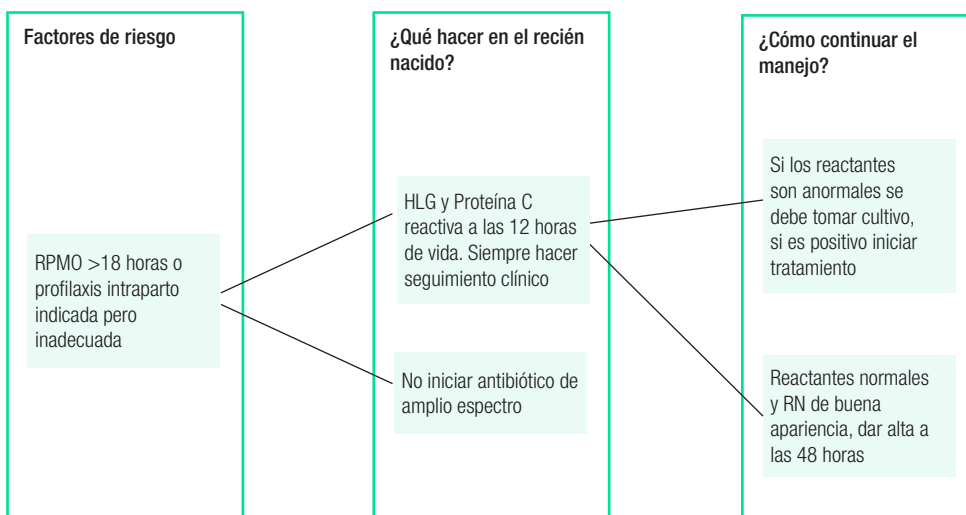 Factores de riesgo
RPMO >18 horas o
profilaxis intraparto
indicada pero
inadecuada
¿Qué hacer en el recién
nacido?
HLG y Proteína C
reactiva a las 12 horas
de vida. Siempre hacer
seguimiento clínico
No iniciar antibiótico de
amplio espectro
¿Cómo continuar el
manejo?
Si los reactantes
son anormales se
debe tomar cultivo,
si es positivo iniciar
tratamiento
Reactantes normales
y RN de buena
apariencia, dar alta a
las 48 horas